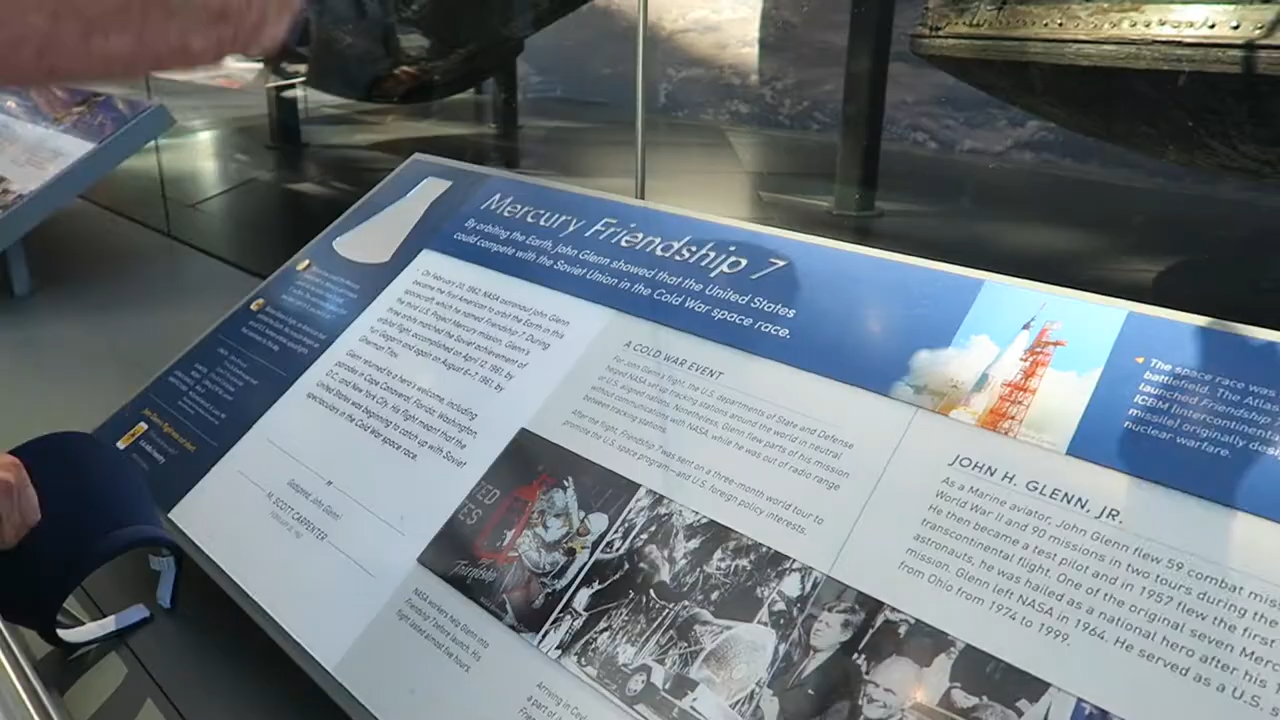 Mercury Friendship 7
By orbiting the Earth, John Glenn showed that the United States
could compete with the Soviet Union in the Cold War space race.
On February 20, 1962, NASA astronaut John Glenn
became the first American to orbit the Earth in this
spacecraft, which he named Friendship 7. During
the third U.S. Project Mercury mission, Glenn's
three orbits matched the Soviet achievement of
orbital flight, accomplished on April 12, 1961, by
Yuri Gagarin and again on August 6–7, 1961, by
Gherman Titov.
Glenn returned to a hero's welcome, including
parades in Cape Canaveral, Florida; Washington,
D.C.; and New York City. His flight meant that the
United States was beginning to catch up with Soviet
spectaculars in the Cold War space race.
Godspeed, John Glenn!
M. SCOTT CARPENTER
A COLD WAR EVENT
For John Glenn's flight, the U.S. departments of State and Defense
helped NASA set up tracking stations around the world in neutral
or U.S. aligned nations. Nonetheless, Glenn flew parts of his mission
without communications with NASA, while he was out of radio range
between tracking stations.
After the flight, Friendship 7 was sent on a three-month world tour to
promote the U.S. space program—and U.S. foreign policy interests.
The space race was
battlefield. The Atlas
launched Friendship
ICBM (intercontinenta
missile) originally desi
nuclear warfare.
JOHN H. GLENN, JR.
As a Marine aviator, John Glenn flew 59 combat mis
World War II and 90 missions in two tours during the
He then became a test pilot and in 1957 flew the first
transcontinental flight. One of the original seven Merc
astronauts, he was hailed as a national hero after his
mission. Glenn left NASA in 1964. He served as a U.S. S
from Ohio from 1974 to 1999.
TED
TES
Friendship
NASA workers help Glenn into
Friendship 7 before launch. His
flight lasted almost five hours.
Arriving in Ceyl
a part of
Frie